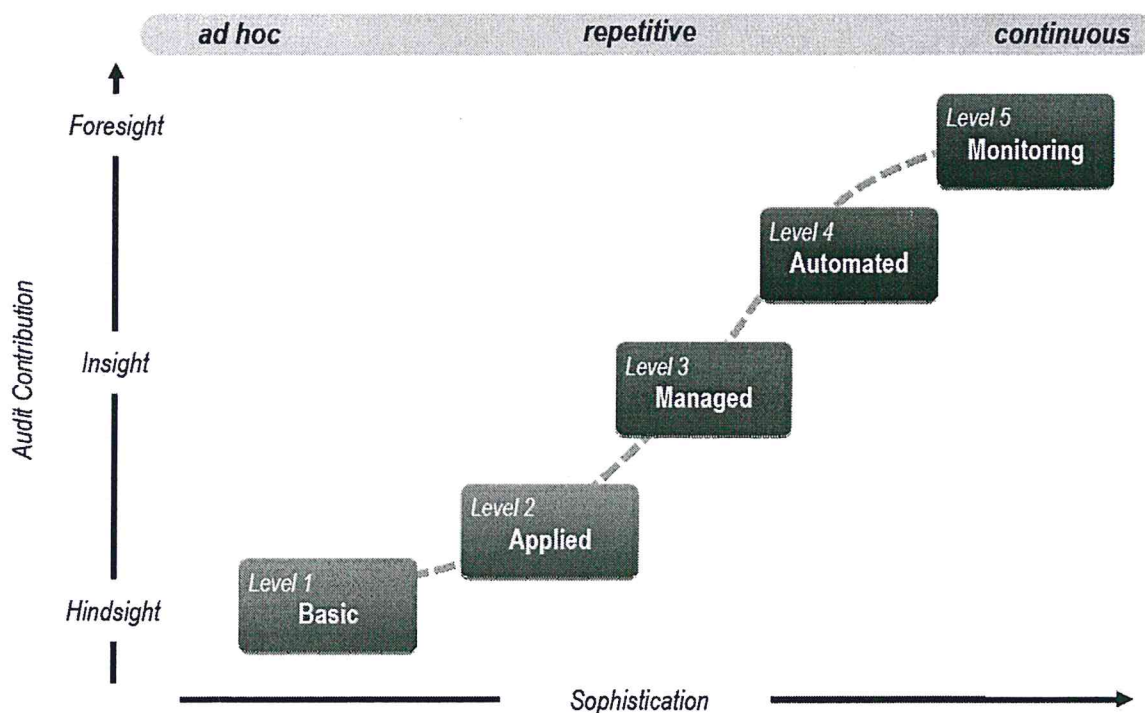 ad hoc repetitive continuous
Foresight
Level 5
Monitoring
Level 4
Automated
Audit Contribution
Insight
Level 3
Managed
Level 2
Applied
Level 1
Basic
Hindsight
Sophistication